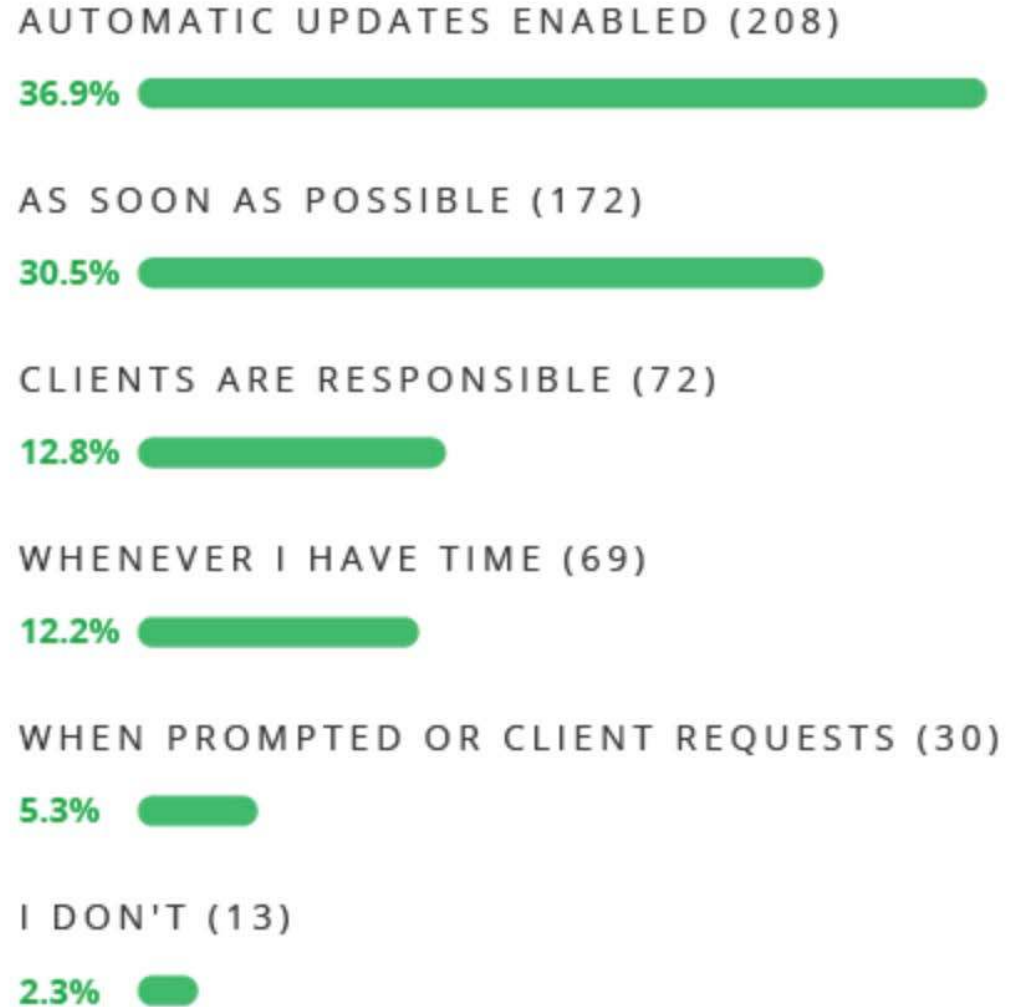 AUTOMATIC UPDATES ENABLED (208)
36.9%
AS SOON AS POSSIBLE (172)
30.5%
CLIENTS ARE RESPONSIBLE (72)
12.8%
WHENEVER I HAVE TIME (69)
12.2%
WHEN PROMPTED OR CLIENT REQUESTS (30)
5.3%
I DON'T (13)
2.3%